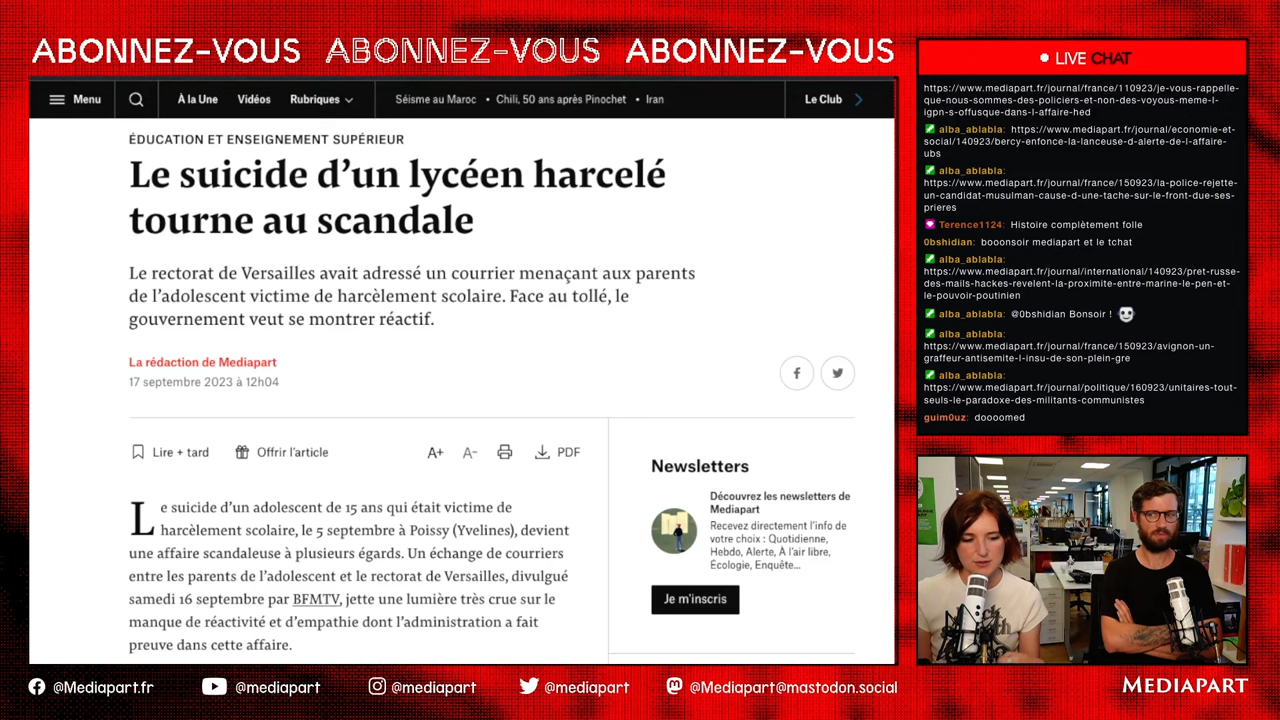 ABONNEZ-VOUS ABONNEZ-VOUS ABONNEZ-VOUS
Menu
À la Une Vidéos Rubriques
Séisme au Maroc • Chili, 50 ans après Pinochet • Iran
Le Club
ÉDUCATION ET ENSEIGNEMENT SUPÉRIEUR
Le suicide d’un lycéen harcelé
tourne au scandale
Le rectorat de Versailles avait adressé un courrier menaçant aux parents
de l’adolescent victime de harcèlement scolaire. Face au tollé, le
gouvernement veut se montrer réactif.
La rédaction de Mediapart
17 septembre 2023 à 12h04
Lire + tard Offrir l’article A+ A- PDF
Le suicide d’un adolescent de 15 ans qui était victime de
harcèlement scolaire, le 5 septembre à Poissy (Yvelines), devient
une affaire scandaleuse à plusieurs égards. Un échange de courriers
entre les parents de l’adolescent et le rectorat de Versailles, divulgué
samedi 16 septembre par BFMTV, jette une lumière très crue sur le
manque de réactivité et d’empathie dont l’administration a fait
preuve dans cette affaire.
Newsletters
Découvrez les newsletters de
Mediapart
Recevez directement l’info de
votre choix : Quotidienne,
Hebdo, Alerte, À l’air libre,
Écologie, Enquête...
Je m’inscris
LIVE CHAT
https://www.mediapart.fr/journal/france/110923/je-vous-rappelle-
que-nous-sommes-des-policiers-et-non-des-voyous-meme-l-
igpn-s-offusque-dans-l-affaire-hed
alba_ablabla: https://www.mediapart.fr/journal/economie-et-
social/140923/bercy-enfonce-la-lanceuse-d-alerte-de-l-affaire-
ubs
alba_ablabla:
https://www.mediapart.fr/journal/france/150923/la-police-rejette-
un-candidat-musulman-cause-d-une-tache-sur-le-front-due-ses-
prieres
Terence1124: Histoire complètement folle
0bshidian: booonsoir mediapart et le tchat
alba_ablabla:
https://www.mediapart.fr/journal/international/140923/pret-russe-
des-mails-hackes-revelent-la-proximite-entre-marine-le-pen-et-
le-pouvoir-poutinien
alba_ablabla: @0bshidian Bonsoir !
alba_ablabla:
https://www.mediapart.fr/journal/france/150923/avignon-un-
graffeur-antisemite-l-insu-de-son-plein-gre
alba_ablabla:
https://www.mediapart.fr/journal/politique/160923/unitaires-tout-
seuls-le-paradoxe-des-militants-communistes
guim0uz: doooomed
@Mediapart.fr @mediapart @mediapart @mediapart @Mediapart@mastodon.social
MEDIAPART